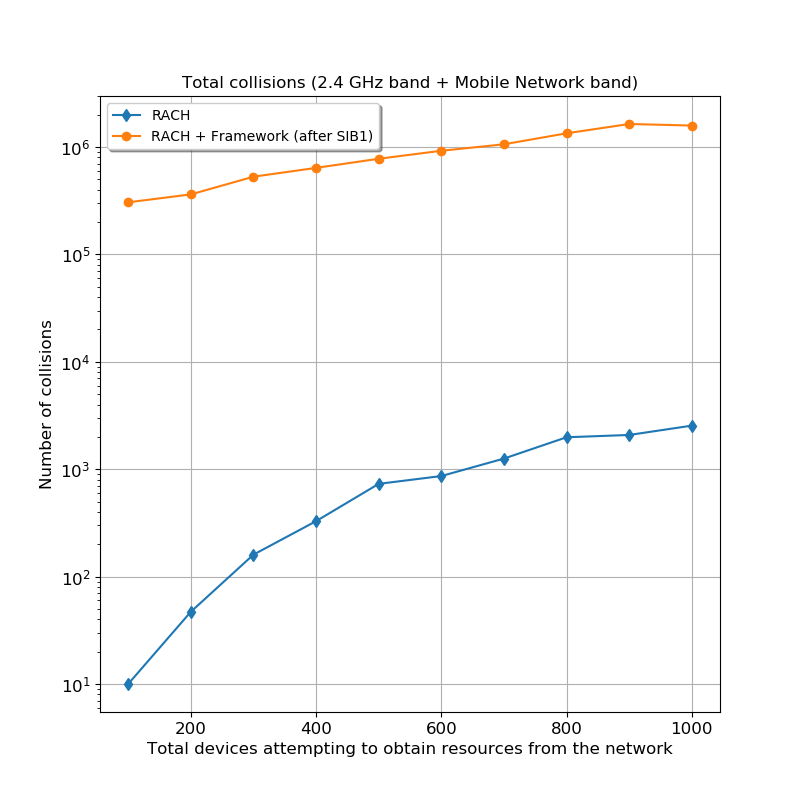 Total collisions (2.4 GHz band + Mobile Network band)
RACH
RACH + Framework (after SIB1)
10^6
10^5
10^4
10^3
10^2
10^1
Number of collisions
200 400 600 800 1000
Total devices attempting to obtain resources from the network